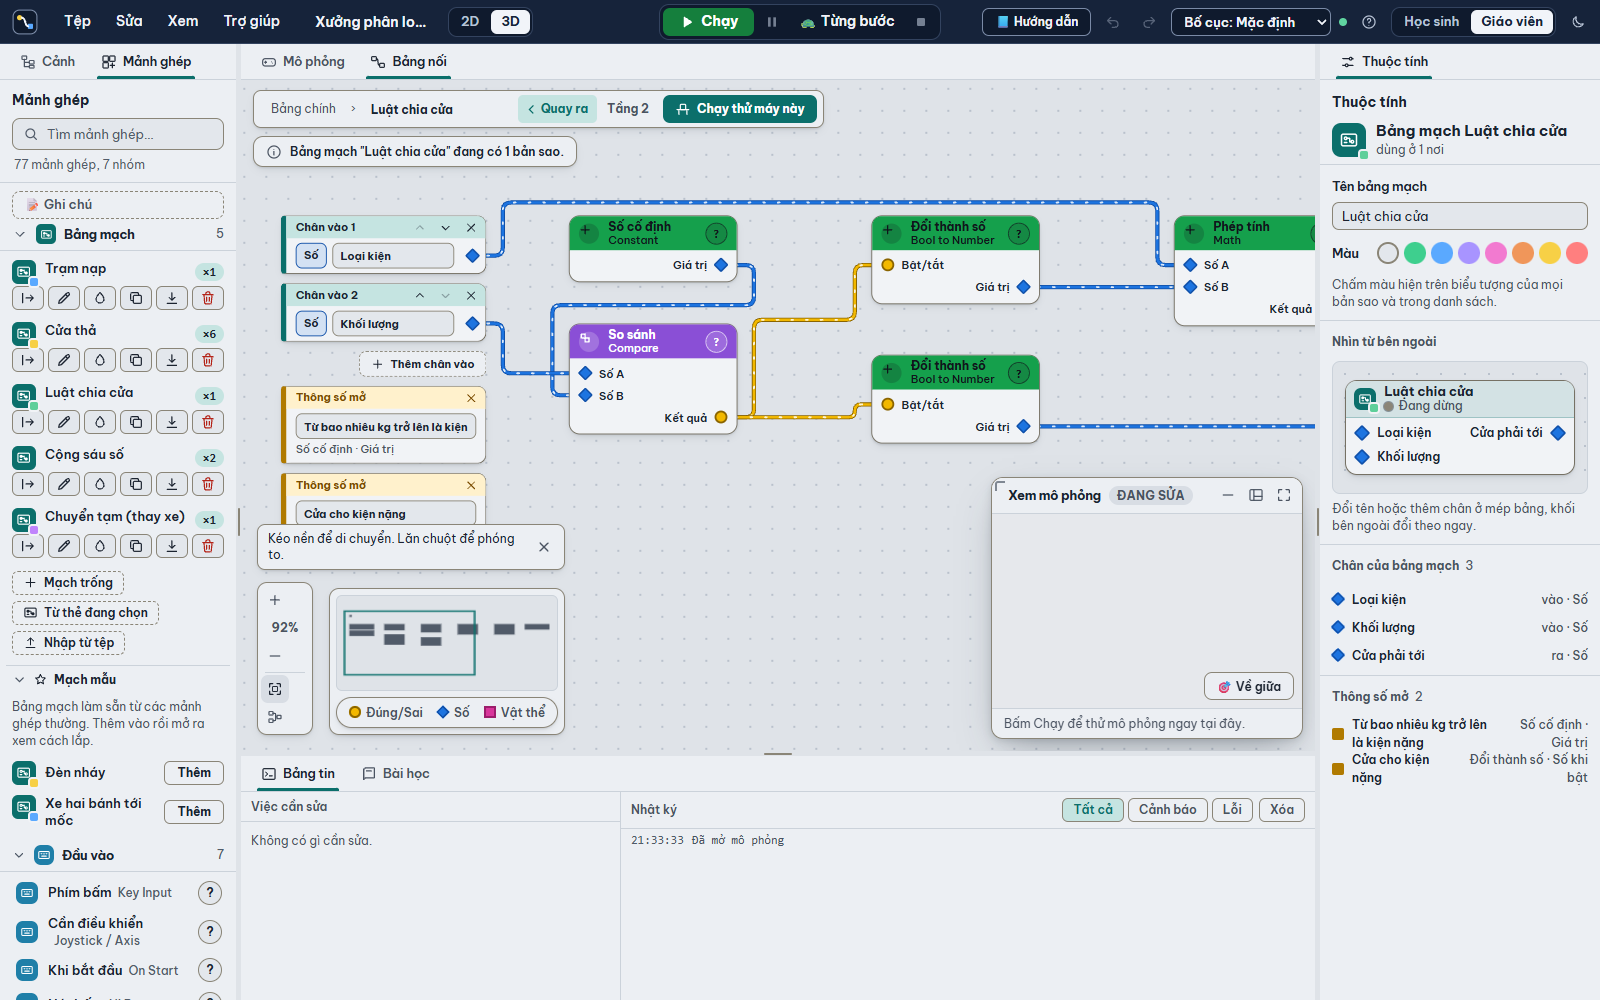 Tệp Sửa Xem Trợ giúp Xưởng phân lo... 2D 3D Chạy Từng bước Hướng dẫn Bố cục: Mặc định Học sinh Giáo viên
Cảnh Mảnh ghép
Mảnh ghép
Tìm mảnh ghép...
77 mảnh ghép, 7 nhóm
Ghi chú
Bảng mạch 5
Trạm nạp ×1
Cửa thả ×6
Luật chia cửa ×1
Cộng sáu số ×2
Chuyển tạm (thay xe) ×1
Mạch trống
Từ thẻ đang chọn
Nhập từ tệp
Mạch mẫu
Bảng mạch làm sẵn từ các mảnh
ghép thường. Thêm vào rồi mở ra
xem cách lắp.
Đèn nháy Thêm
Xe hai bánh tới
mốc
Thêm
Đầu vào 7
Phím bấm Key Input ?
Cần điều khiển
Joystick / Axis
?
Khi bắt đầu On Start ?
Mô phỏng Bảng nối
Bảng chính › Luật chia cửa Quay ra Tầng 2 Chạy thử máy này
Bảng mạch "Luật chia cửa" đang có 1 bản sao.
Chân vào 1
Số Loại kiện
Chân vào 2
Số Khối lượng
Thêm chân vào
Thông số mở
Từ bao nhiêu kg trở lên là kiện
Số cố định · Giá trị
Thông số mở
Cửa cho kiện nặng
Số cố định
Constant
?
Giá trị
So sánh
Compare
?
Số A
Số B
Kết quả
Đổi thành số
Bool to Number
?
Bật/tắt
Giá trị
Đổi thành số
Bool to Number
?
Bật/tắt
Giá trị
Phép tính
Math
Số A
Số B
Kết quả
Kéo nền để di chuyển. Lăn chuột để phóng
to.
92%
Đúng/Sai Số Vật thể
Xem mô phỏng ĐANG SỬA
Về giữa
Bấm Chạy để thử mô phỏng ngay tại đây.
Bảng tin Bài học
Việc cần sửa
Không có gì cần sửa.
Nhật ký Tất cả Cảnh báo Lỗi Xóa
21:33:33 Đã mở mô phỏng
Thuộc tính
Thuộc tính
Bảng mạch Luật chia cửa
dùng ở 1 nơi
Tên bảng mạch
Luật chia cửa
Màu
Chấm màu hiện trên biểu tượng của mọi
bản sao và trong danh sách.
Nhìn từ bên ngoài
Luật chia cửa
Đang dừng
Loại kiện Cửa phải tới
Khối lượng
Đổi tên hoặc thêm chân ở mép bảng, khối
bên ngoài đổi theo ngay.
Chân của bảng mạch 3
Loại kiện vào · Số
Khối lượng vào · Số
Cửa phải tới ra · Số
Thông số mở 2
Từ bao nhiêu kg trở lên Số cố định ·
là kiện nặng Giá trị
Cửa cho kiện Đổi thành số · Số khi
nặng bật